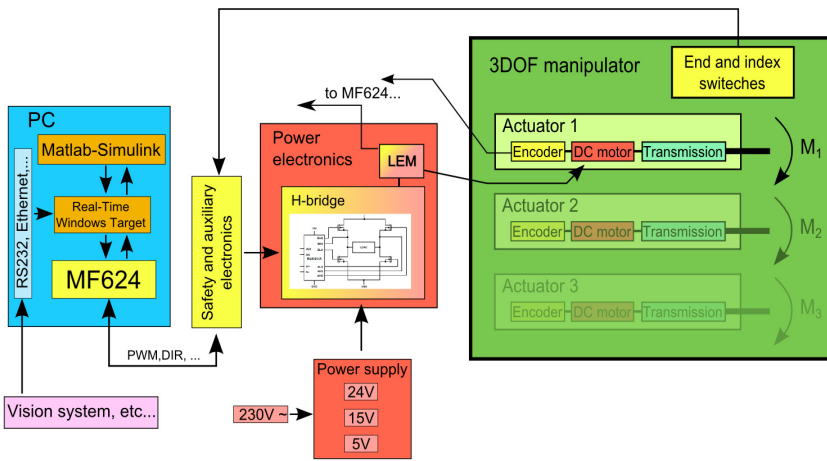 PC
Matlab-Simulink
Real-Time
Windows Target
MF624
RS232, Ethernet,...
Vision system, etc...
PWM,DIR, ...
Safety and auxiliary
electronics
to MF624...
Power
electronics
LEM
H-bridge
Power supply
24V
15V
5V
230V ~
3DOF manipulator
End and index
switeches
Actuator 1
Encoder
DC motor
Transmission
M1
Actuator 2
Encoder
DC motor
Transmission
M2
Actuator 3
Encoder
DC motor
Transmission
M3